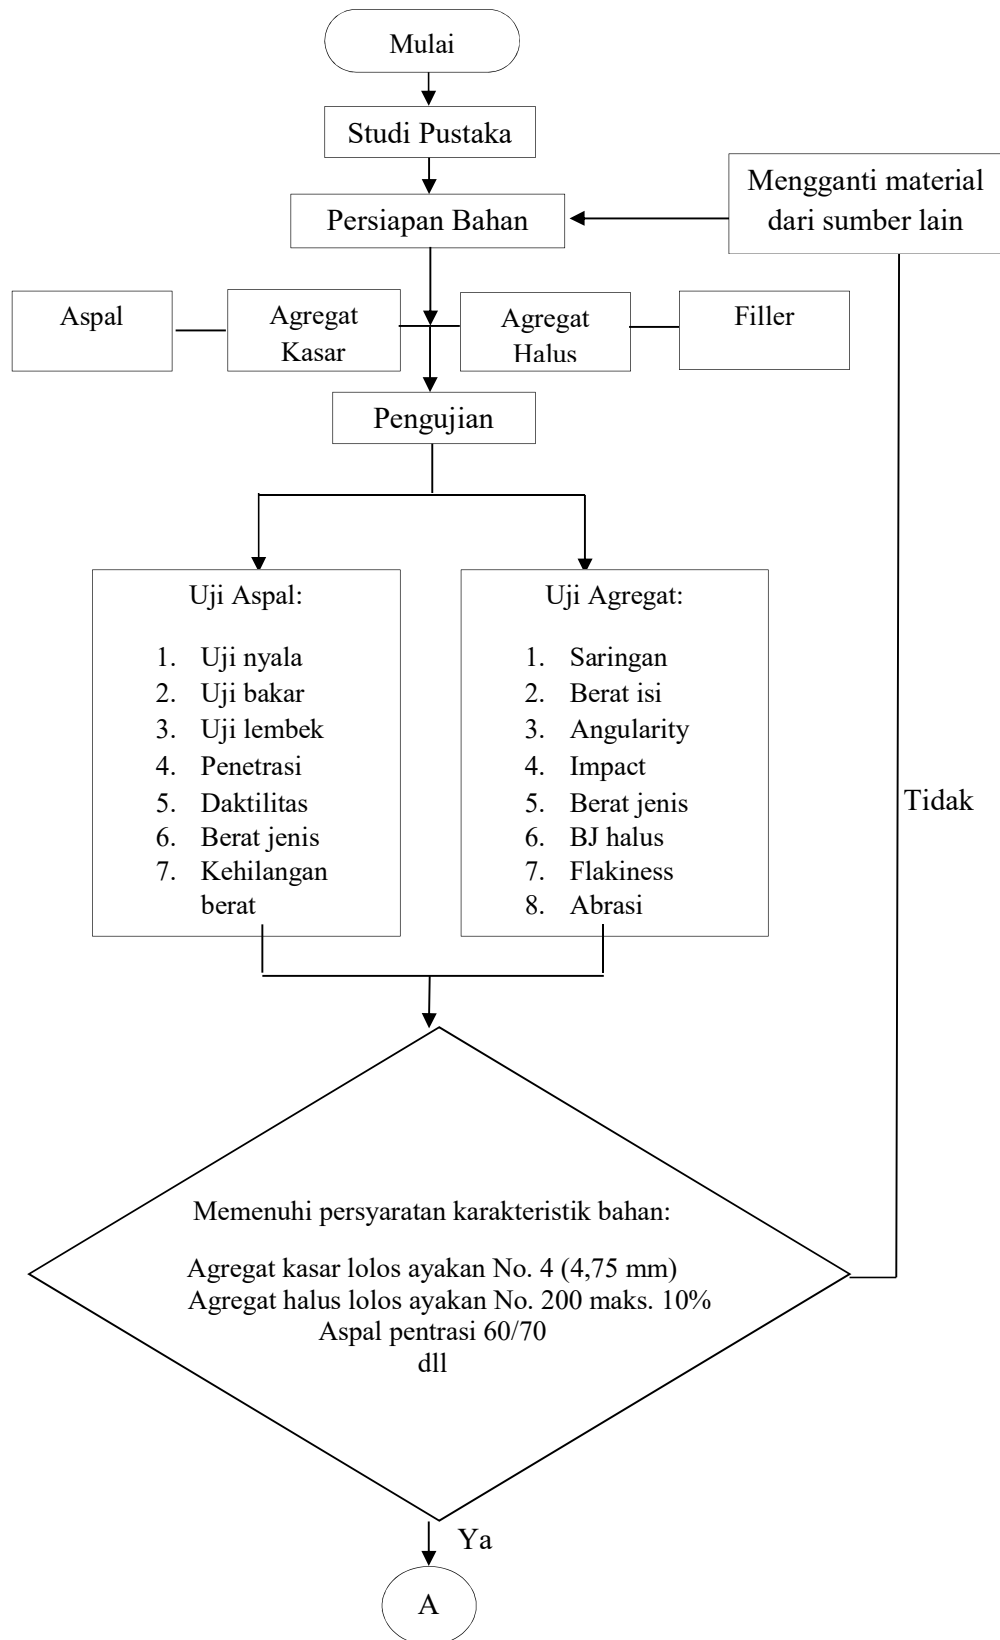 Mulai
Studi Pustaka
Mengganti material
dari sumber lain
Persiapan Bahan
Aspal
Agregat
Kasar
Agregat
Halus
Filler
Pengujian
Uji Aspal:
1. Uji nyala
2. Uji bakar
3. Uji lembek
4. Penetrasi
5. Daktilitas
6. Berat jenis
7. Kehilangan
berat
Uji Agregat:
1. Saringan
2. Berat isi
3. Angularity
4. Impact
5. Berat jenis
6. BJ halus
7. Flakiness
8. Abrasi
Tidak
Memenuhi persyaratan karakteristik bahan:
Agregat kasar lolos ayakan No. 4 (4,75 mm)
Agregat halus lolos ayakan No. 200 maks. 10%
Aspal pentrasi 60/70
dll
Ya
A